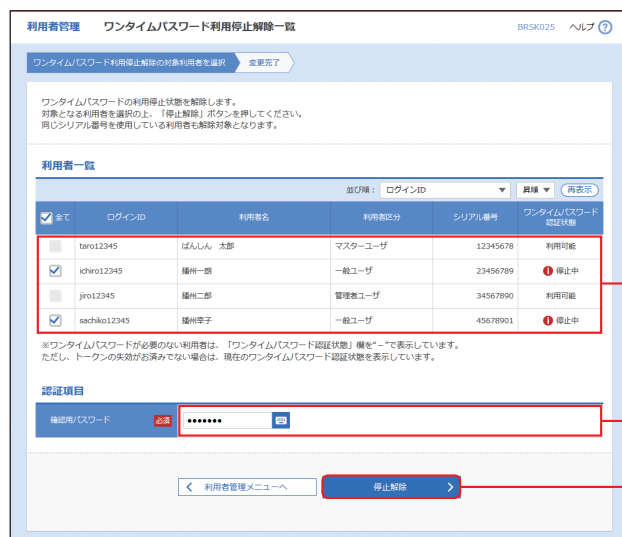 利用者管理 ワンタイムパスワード利用停止解除一覧 BRSK025 ヘルプ ?
ワンタイムパスワード利用停止解除の対象利用者を選択 変更完了
ワンタイムパスワードの利用停止状態を解除します。
対象となる利用者を選択の上、「停止解除」ボタンを押してください。
同じシリアル番号を使用している利用者も解除対象となります。
利用者一覧
並び順： ログインID 昇順 再表示
全て ログインID 利用者名 利用者区分 シリアル番号 ワンタイムパスワード
認証状態
taro12345 ばんしん 太郎 マスターユーザ 12345678 利用可能
ichiro12345 播州一朗 一般ユーザ 23456789 停止中
jiro12345 播州二郎 管理者ユーザ 34567890 利用可能
sachiko12345 播州幸子 一般ユーザ 45678901 停止中
※ワンタイムパスワードが必要のない利用者は、「ワンタイムパスワード認証状態」欄を"－"で表示しています。
ただし、トークンの失効がお済みでない場合は、現在のワンタイムパスワード認証状態を表示しています。
認証項目
確認用パスワード 必須 •••••••
利用者管理メニューへ 停止解除